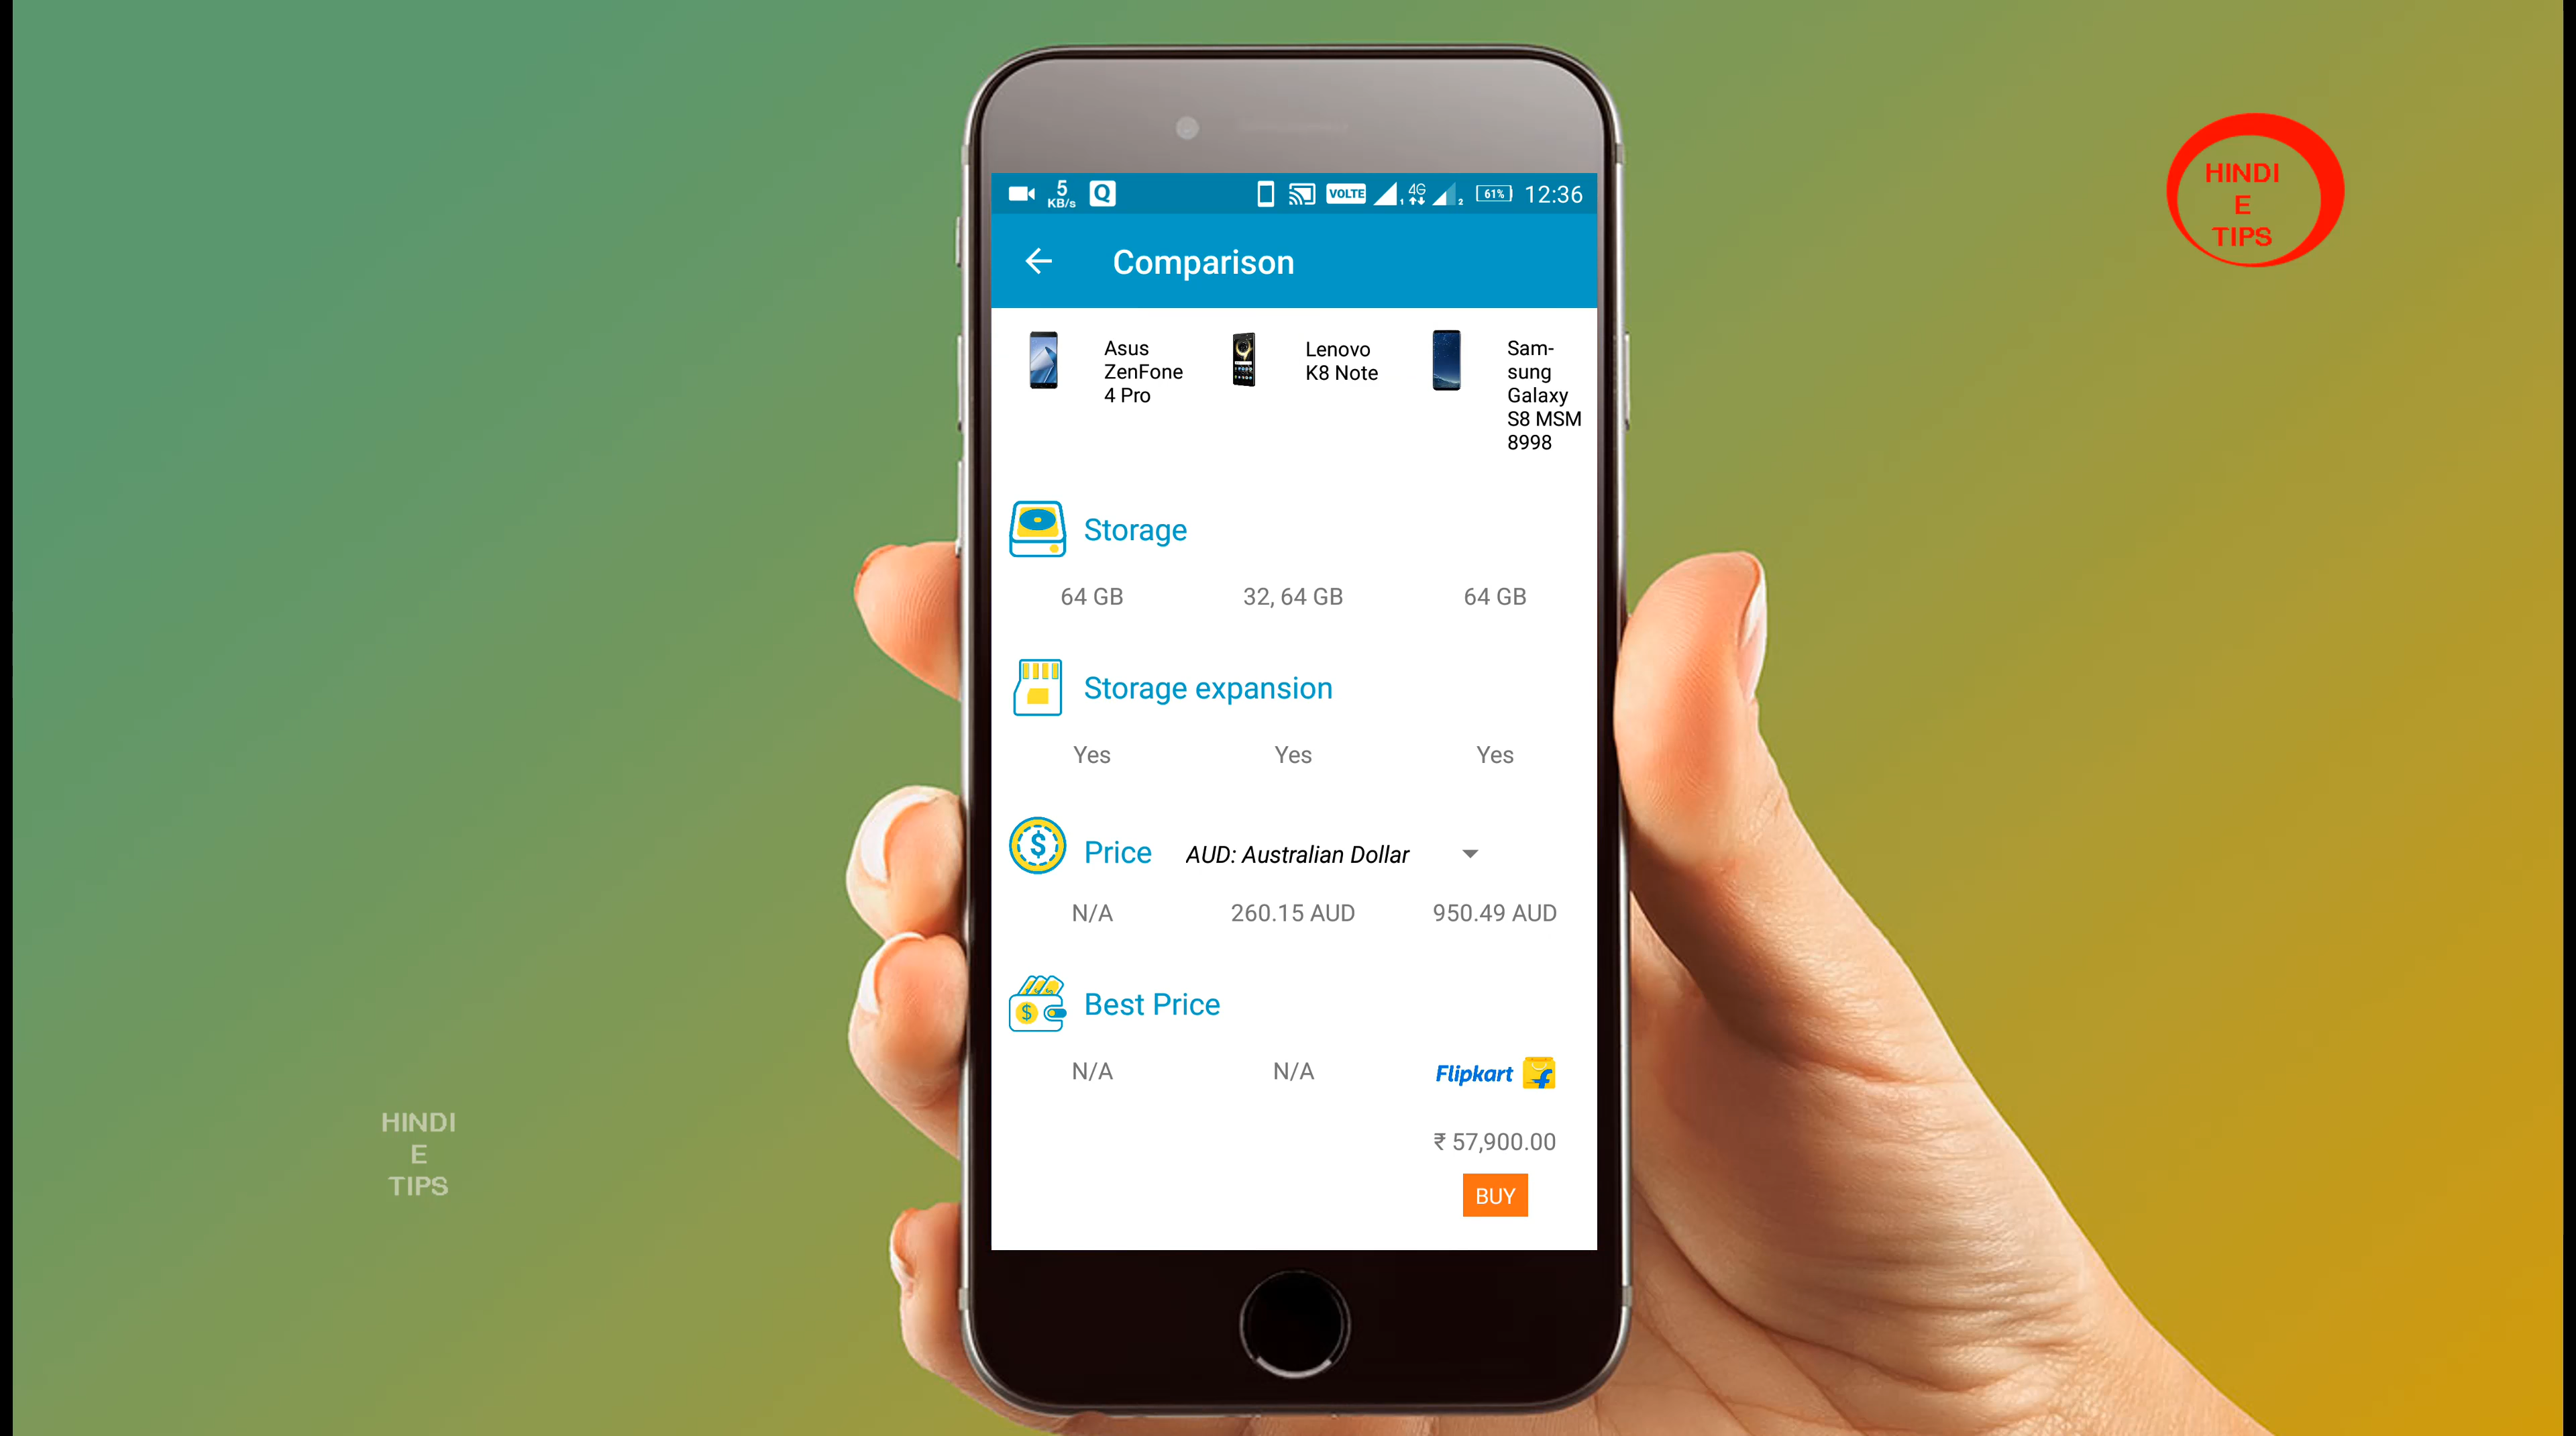 HINDI
E
TIPS
5
KB/s
Q
VOLTE
1
4G
2
61%
12:36
Comparison
Asus
ZenFone
4 Pro
Lenovo
K8 Note
Sam-
sung
Galaxy
S8 MSM
8998
Storage
64 GB
32, 64 GB
64 GB
Storage expansion
Yes
Yes
Yes
$
Price
AUD: Australian Dollar
N/A
260.15 AUD
950.49 AUD
$
Best Price
N/A
N/A
Flipkart
f
₹ 57,900.00
BUY
HINDI
E
TIPS